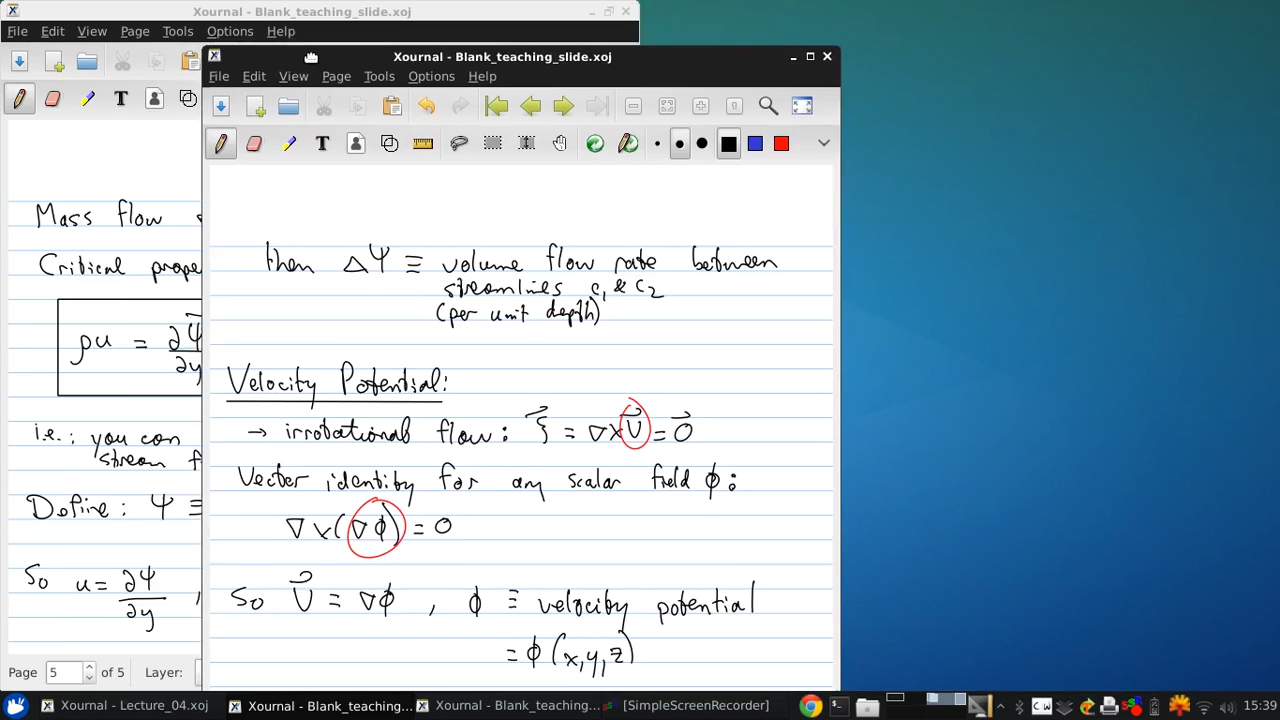 Xournal - Blank_teaching_slide.xoj
File Edit View Page Tools Options Help
Mass flow
Critical prope
ρu = ∂Ψ̄/∂y
i.e.: you can
stream f
Define: Ψ ≡
So u = ∂Ψ/∂y ,
Page 5 of 5 Layer:
Xournal - Blank_teaching_slide.xoj
File Edit View Page Tools Options Help
then ΔΨ ≡ volume flow rate between
streamlines c₁ & c₂
(per unit depth)
Velocity Potential:
→ irrotational flow: ξ⃗ = ∇×V⃗ = 0⃗
Vector identity for any scalar field ϕ:
∇×(∇ϕ) = 0
So V⃗ = ∇ϕ , ϕ ≡ velocity potential
= ϕ(x,y,z)
Xournal - Lecture_04.xoj
Xournal - Blank_teaching...
Xournal - Blank_teaching_...
[SimpleScreenRecorder]
15:39